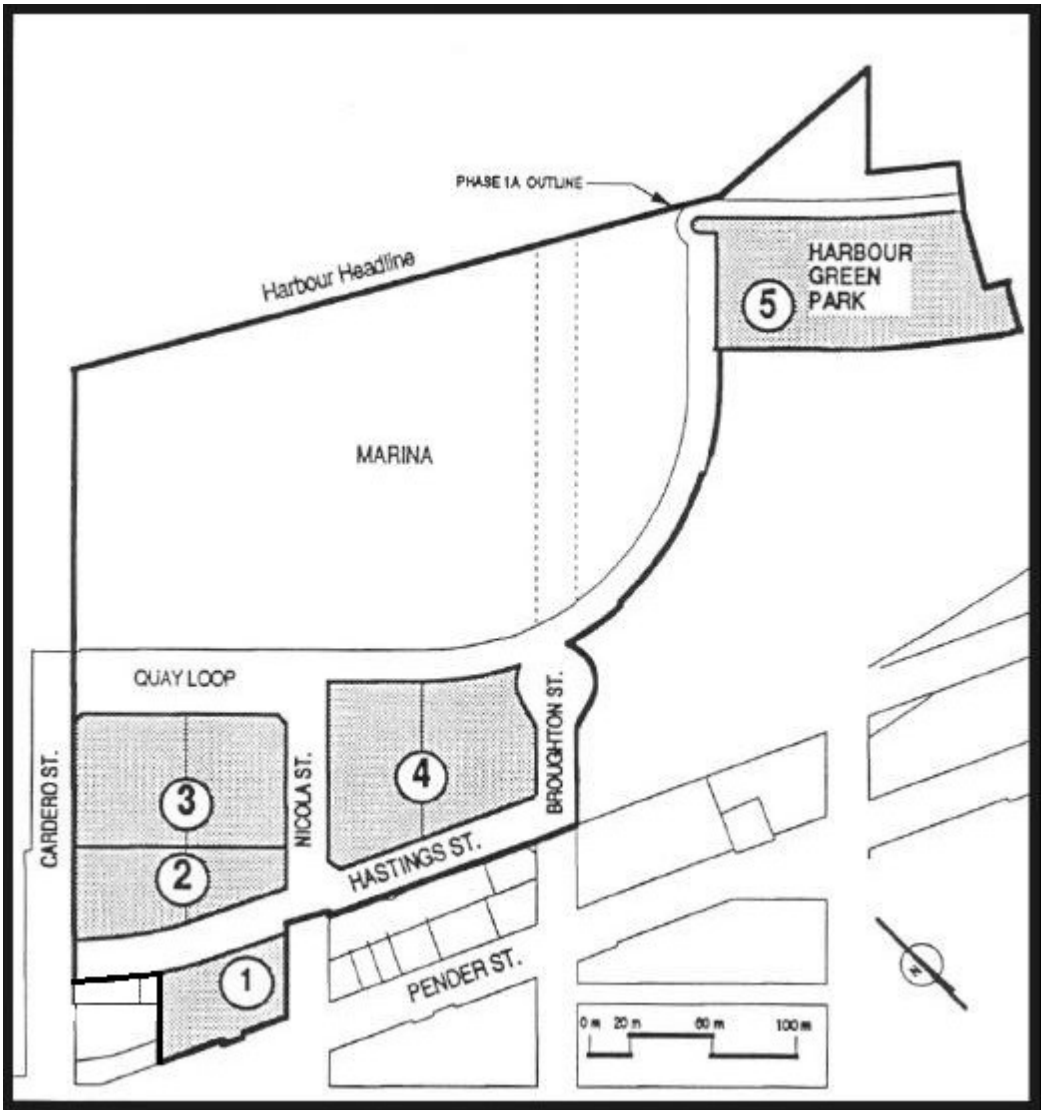 PHASE 1A OUTLINE
Harbour Headline
HARBOUR
GREEN
PARK
5
MARINA
QUAY LOOP
CARDERO ST.
NICOLA ST.
BROUGHTON ST.
3
4
2
HASTINGS ST.
1
PENDER ST.
N
0 m 20 m 60 m 100 m